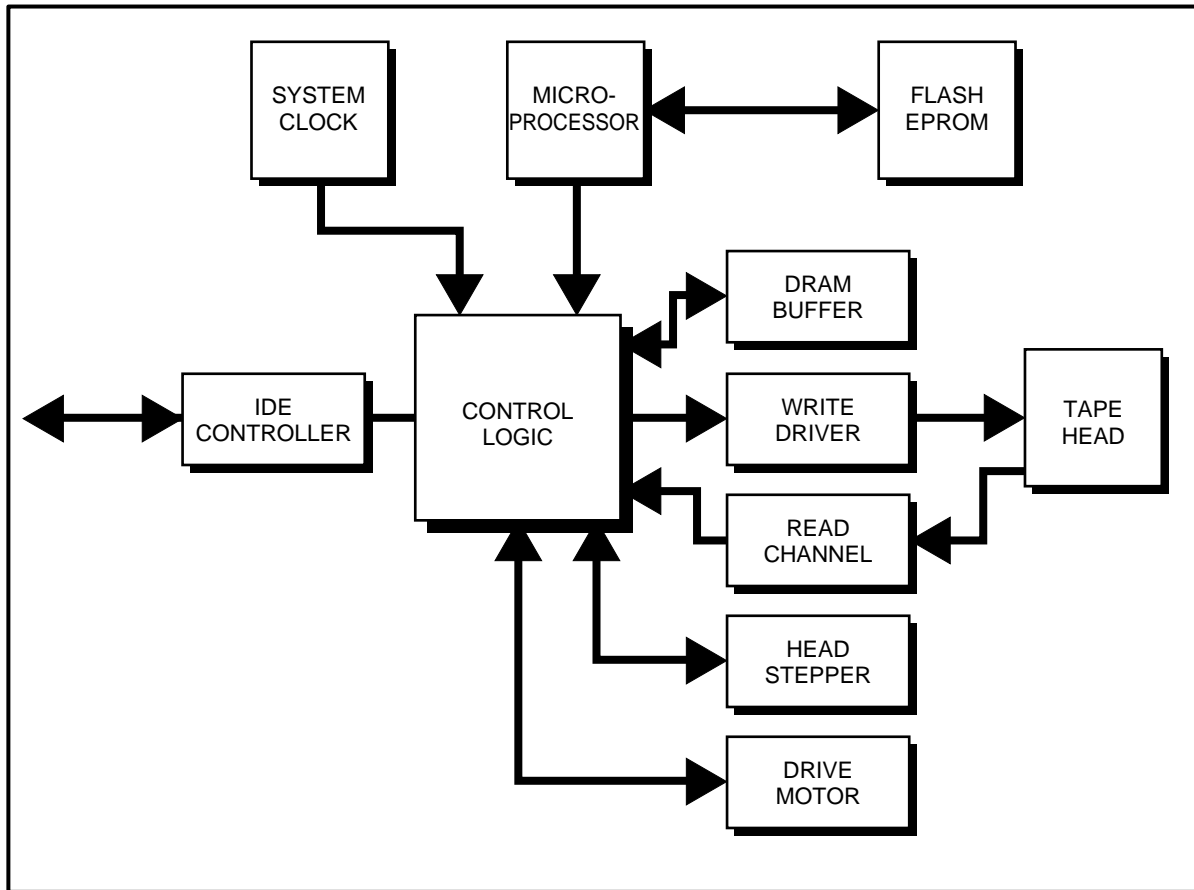 SYSTEM
CLOCK
MICRO-
PROCESSOR
FLASH
EPROM
DRAM
BUFFER
IDE
CONTROLLER
CONTROL
LOGIC
WRITE
DRIVER
TAPE
HEAD
READ
CHANNEL
HEAD
STEPPER
DRIVE
MOTOR